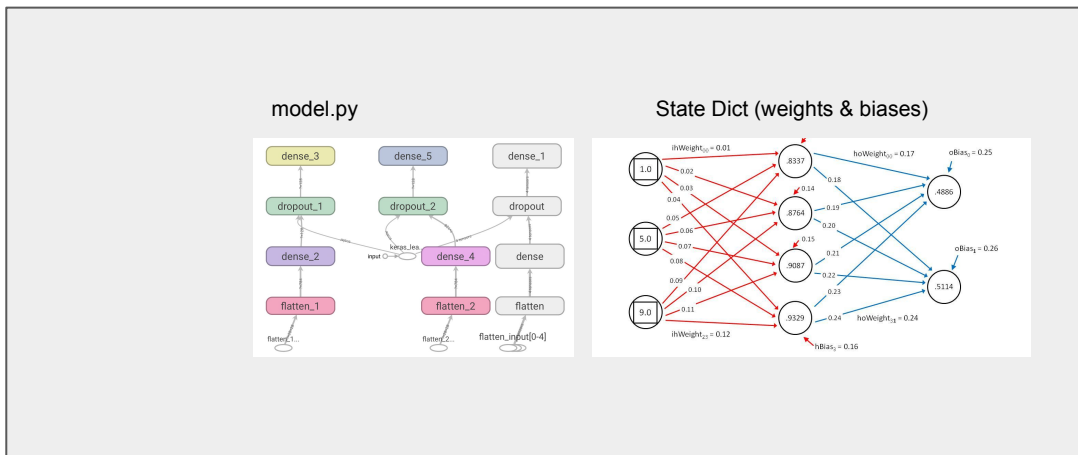 model.py
State Dict (weights & biases)
dense_3
dense_5
dense_1
dropout_1
dropout_2
dropout
keras_lea
input
dense_2
dense_4
dense
flatten_1
flatten_2
flatten
flatten_1...
flatten_2...
flatten_input[0-4]
ihWeight₀₀ = 0.01
1.0
0.02
0.03
0.04
.8337
hoWeight₀₀ = 0.17
oBias₀ = 0.25
0.18
.4886
0.14
0.05
0.19
.8764
0.06
0.20
5.0
0.15
0.07
0.21
oBias₁ = 0.26
.9087
0.08
0.22
0.09
0.10
0.23
.5114
9.0
0.11
.9329
0.24
hoWeight₃₁ = 0.24
ihWeight₂₃ = 0.12
hBias₃ = 0.16